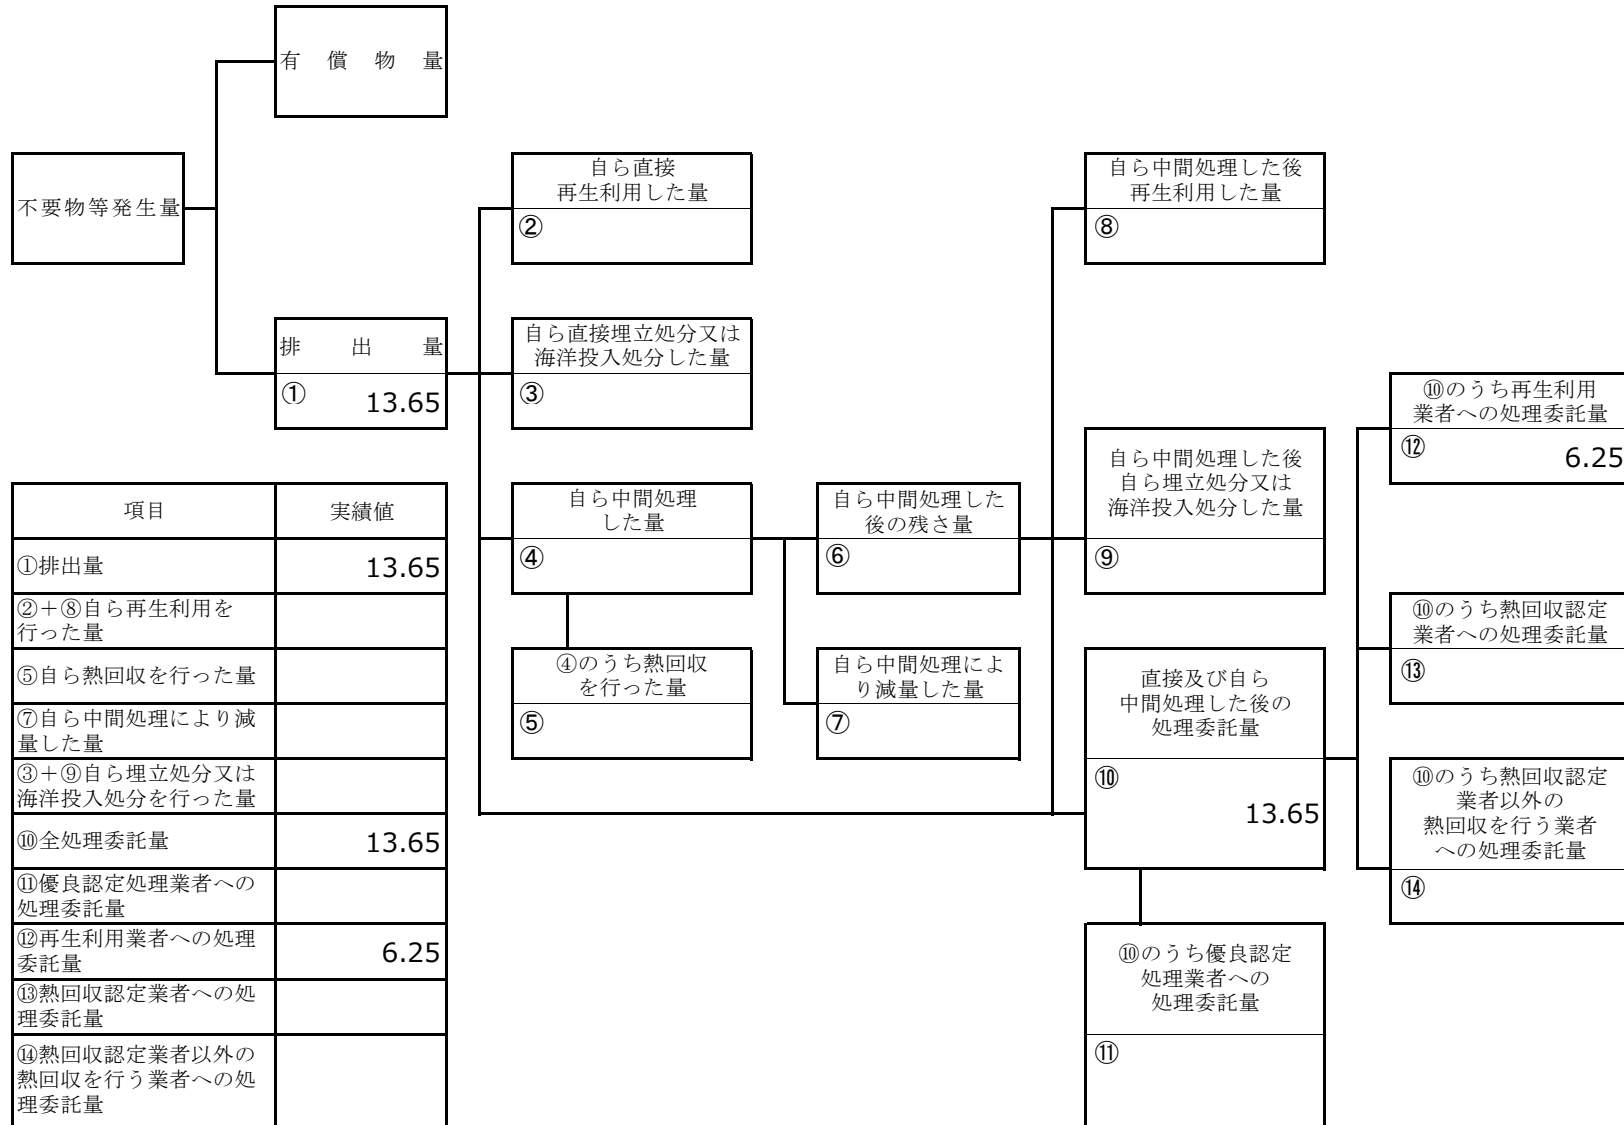 有償物量
不要物等発生量
排出量
①
13.65
自ら直接
再生利用した量
②
自ら直接埋立処分又は
海洋投入処分した量
③
自ら中間処理
した量
④
④のうち熱回収
を行った量
⑤
自ら中間処理した
後の残さ量
⑥
自ら中間処理によ
り減量した量
⑦
自ら中間処理した後
再生利用した量
⑧
自ら中間処理した後
自ら埋立処分又は
海洋投入処分した量
⑨
直接及び自ら
中間処理した後の
処理委託量
⑩
13.65
⑩のうち優良認定
処理業者への
処理委託量
⑪
⑩のうち再生利用
業者への処理委託量
⑫
6.25
⑩のうち熱回収認定
業者への処理委託量
⑬
⑩のうち熱回収認定
業者以外の
熱回収を行う業者
への処理委託量
⑭
項目 実績値
①排出量 13.65
②+⑧自ら再生利用を
行った量
⑤自ら熱回収を行った量
⑦自ら中間処理により減
量した量
③+⑨自ら埋立処分又は
海洋投入処分を行った量
⑩全処理委託量 13.65
⑪優良認定処理業者への
処理委託量
⑫再生利用業者への処理
委託量 6.25
⑬熱回収認定業者への処
理委託量
⑭熱回収認定業者以外の
熱回収を行う業者への処
理委託量